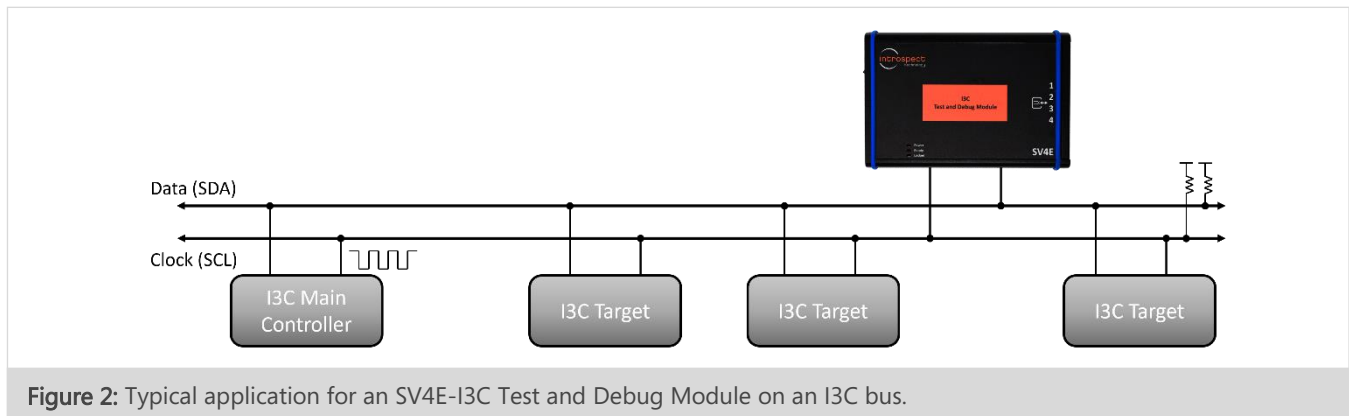 introspect
I3C
Test and Debug Module
1
2
3
4
SV4E
Data (SDA)
Clock (SCL)
I3C Main
Controller
I3C Target
I3C Target
I3C Target
Figure 2: Typical application for an SV4E-I3C Test and Debug Module on an I3C bus.